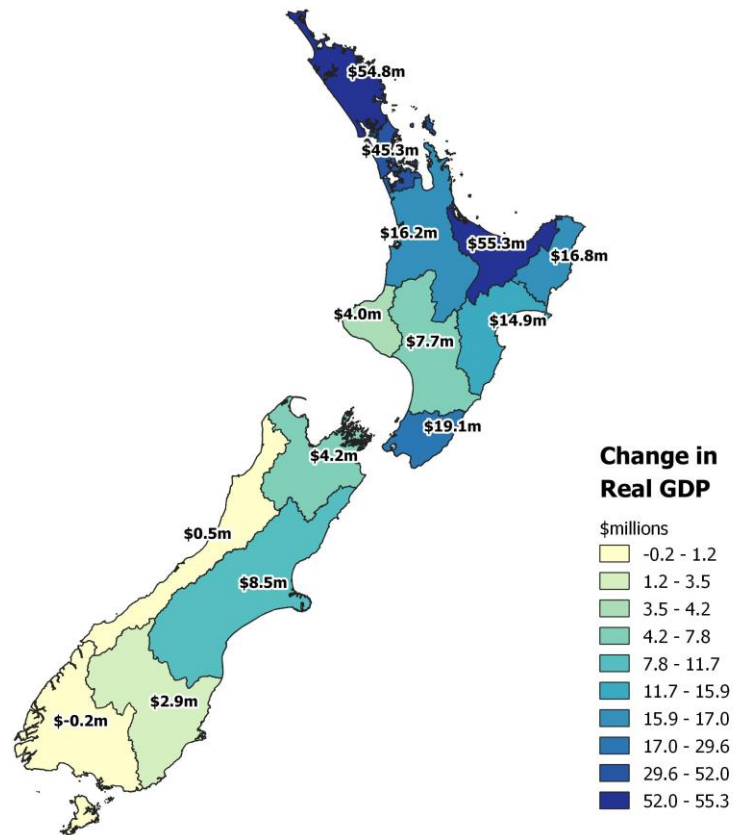 $54.8m
$45.3m
$16.2m
$55.3m
$16.8m
$4.0m
$14.9m
$7.7m
$19.1m
$4.2m
$0.5m
$8.5m
$2.9m
$-0.2m
Change in
Real GDP
$millions
-0.2 - 1.2
1.2 - 3.5
3.5 - 4.2
4.2 - 7.8
7.8 - 11.7
11.7 - 15.9
15.9 - 17.0
17.0 - 29.6
29.6 - 52.0
52.0 - 55.3